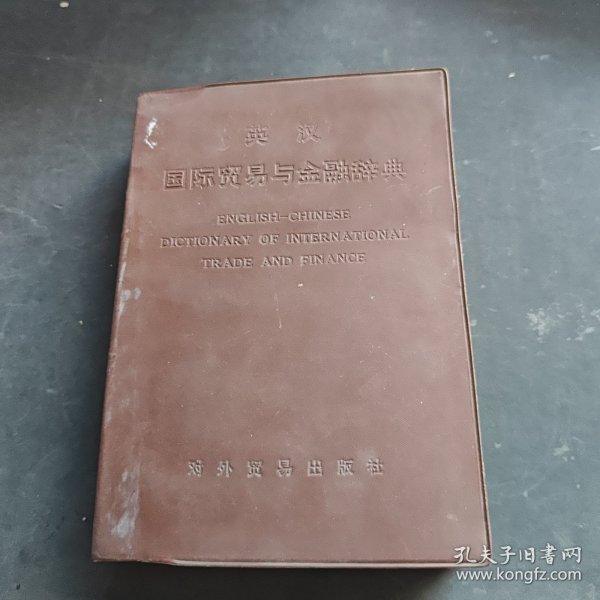 英汉
国际贸易与金融辞典
ENGLISH-CHINESE
DICTIONARY OF INTERNATIONAL
TRADE AND FINANCE
对外贸易出版社
孔夫子旧書网
www.kongfz.com